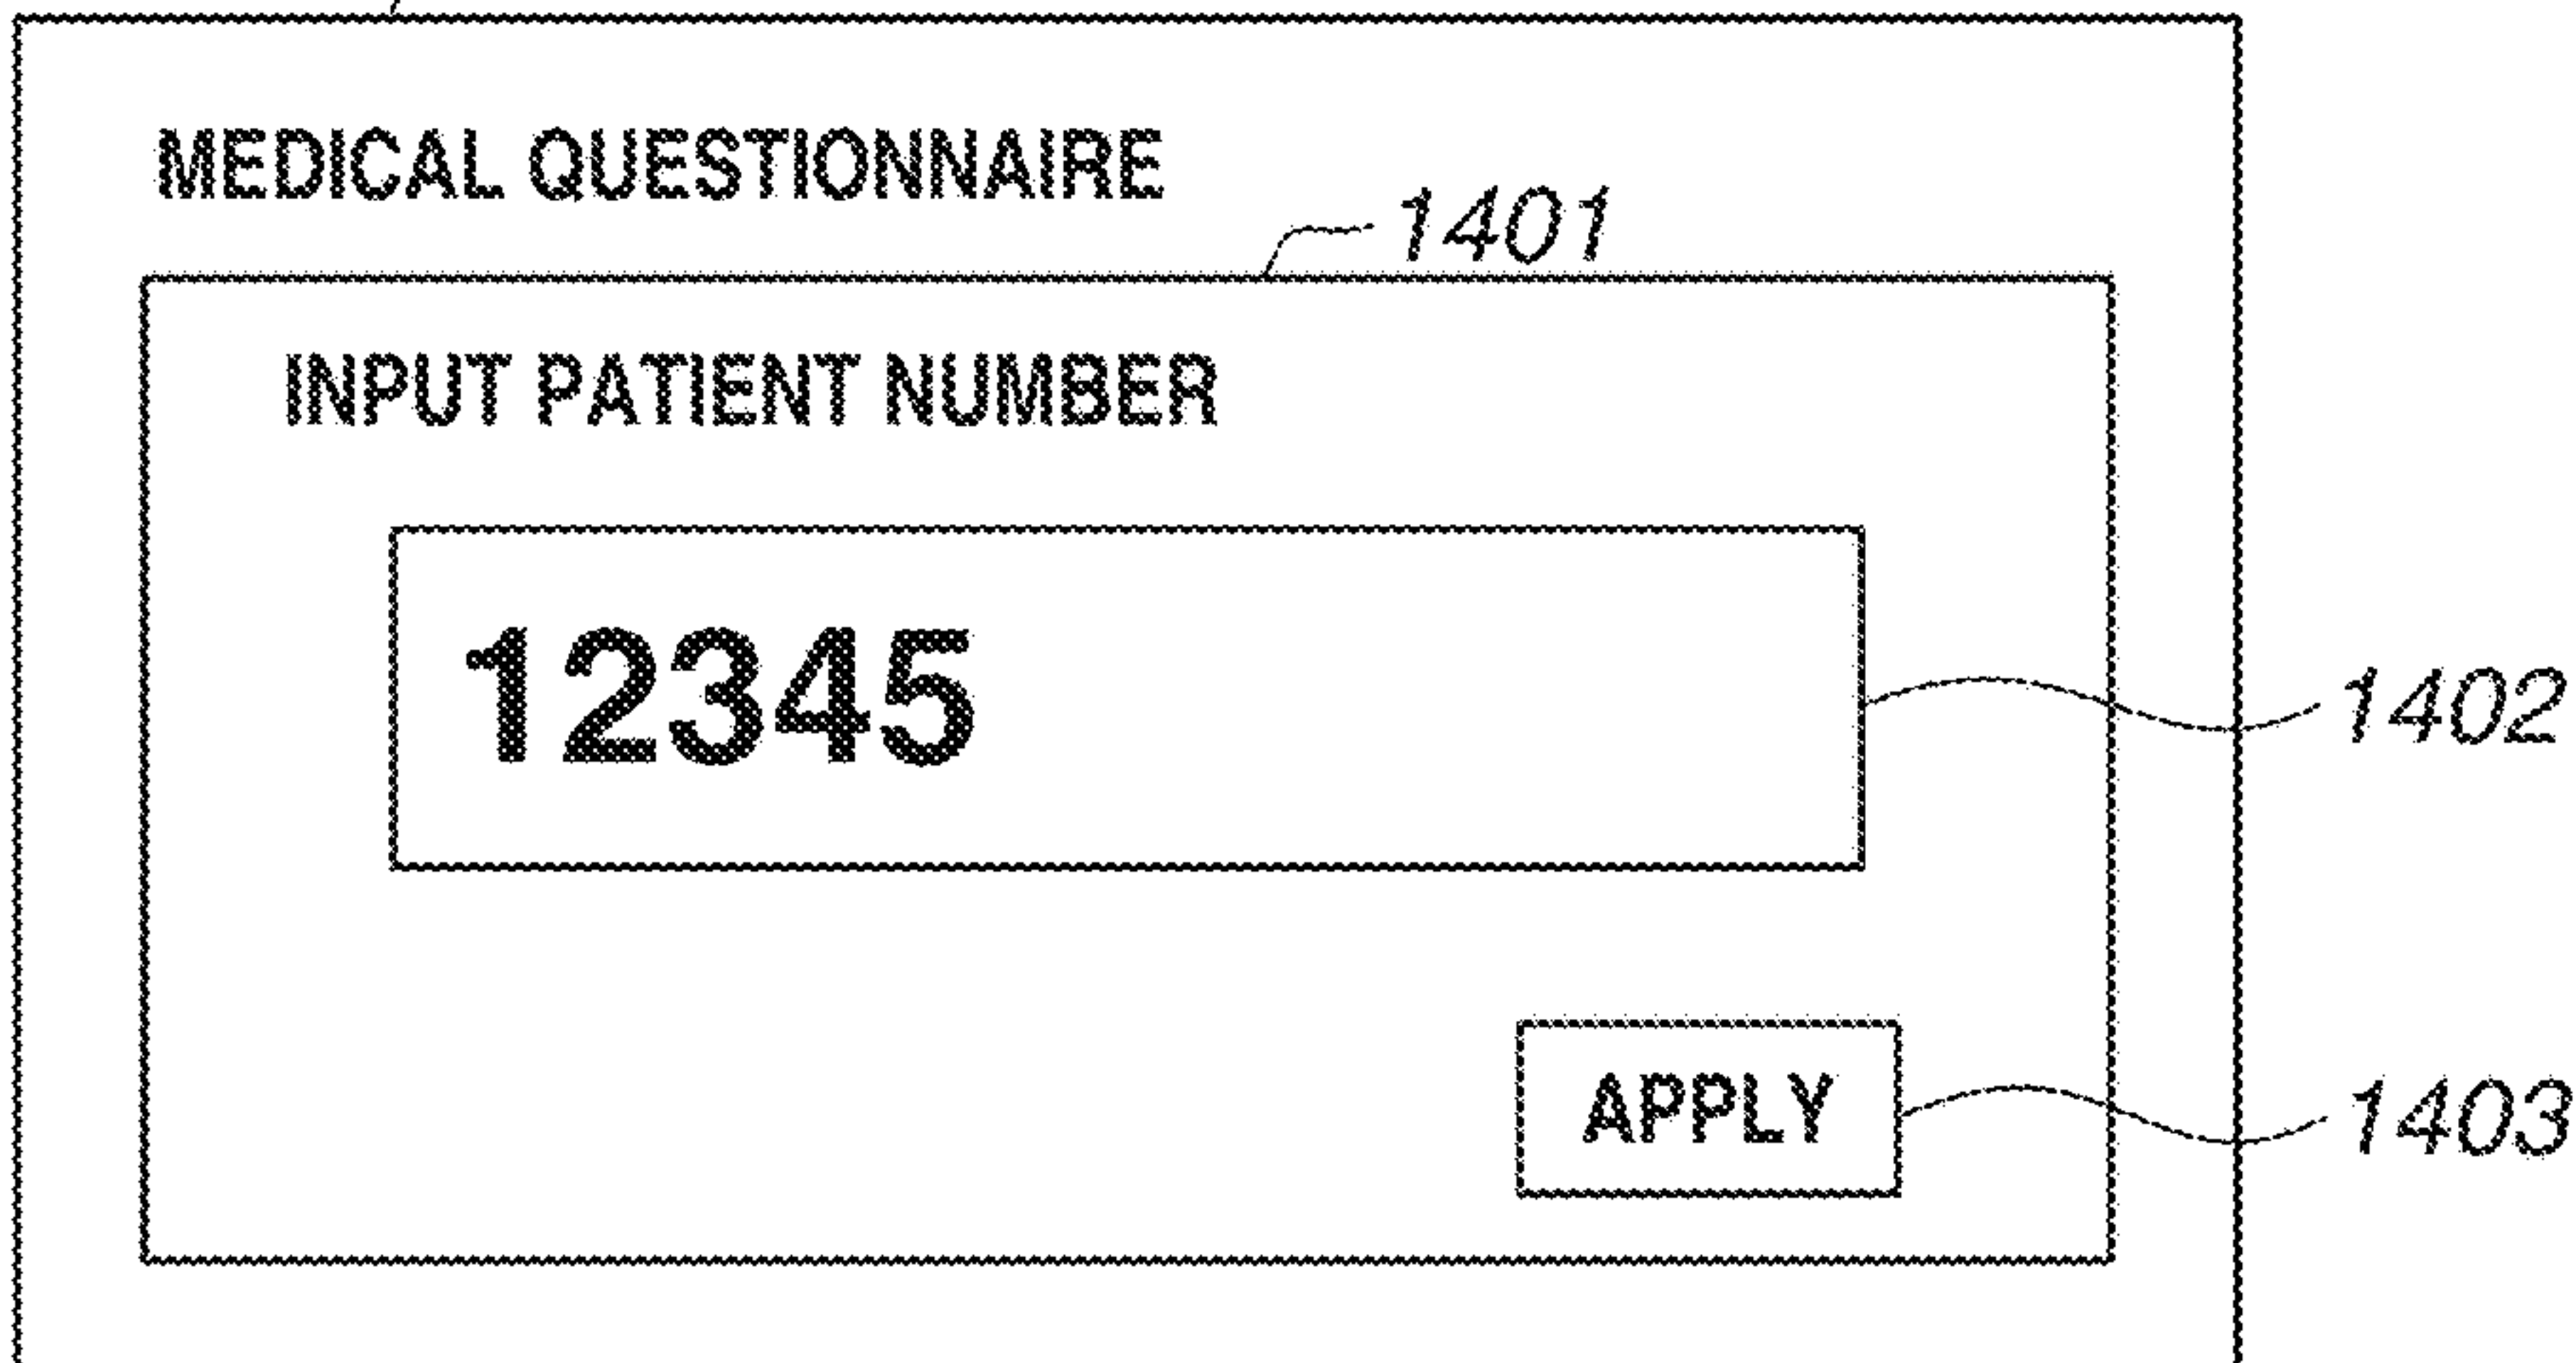 MEDICAL QUESTIONNAIRE
1401
INPUT PATIENT NUMBER
12345
1402
APPLY
1403